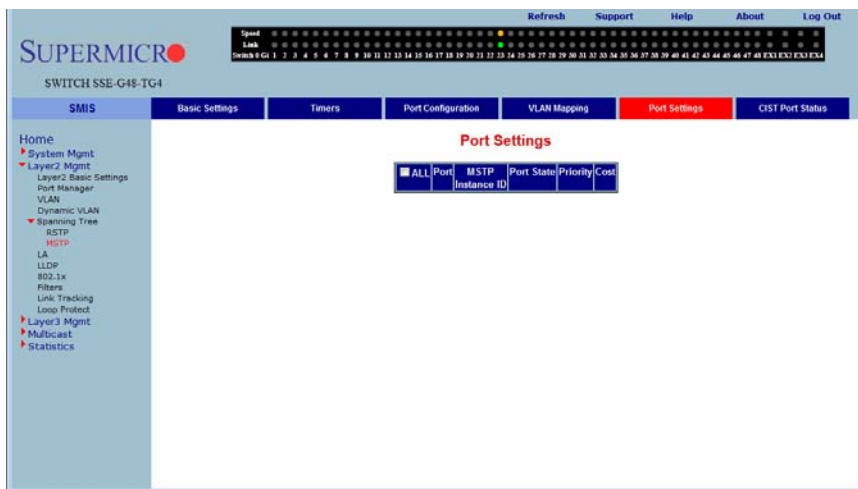 Refresh Support Help About Log Out
SUPERMICRO
SWITCH SSE-G48-TG4
Speed
Link
Switch 0 Gi 1 2 3 4 5 6 7 8 9 10 11 12 13 14 15 16 17 18 19 20 21 22 23 24 25 26 27 28 29 30 31 32 33 34 35 36 37 38 39 40 41 42 43 44 45 46 47 48 EX1 EX2 EX3 EX4
SMIS Basic Settings Timers Port Configuration VLAN Mapping Port Settings CIST Port Status
Home
System Mgmt
Layer2 Mgmt
Layer2 Basic Settings
Port Manager
VLAN
Dynamic VLAN
Spanning Tree
RSTP
MSTP
LA
LLDP
802.1x
Filters
Link Tracking
Loop Protect
Layer3 Mgmt
Multicast
Statistics
Port Settings
ALL Port MSTP Instance ID Port State Priority Cost